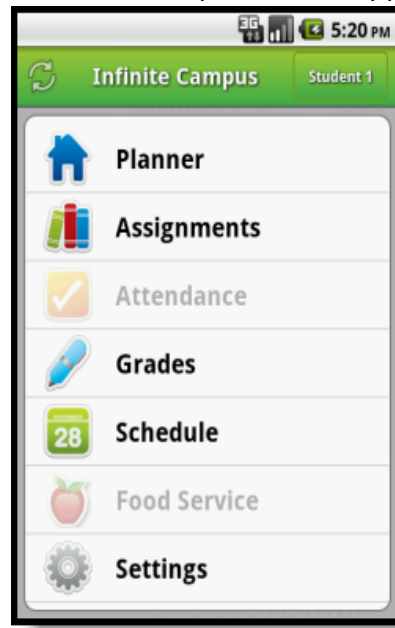 3G 5:20 PM
Infinite Campus Student 1
Planner
Assignments
Attendance
Grades
NOVEMBER
28 Schedule
Food Service
Settings